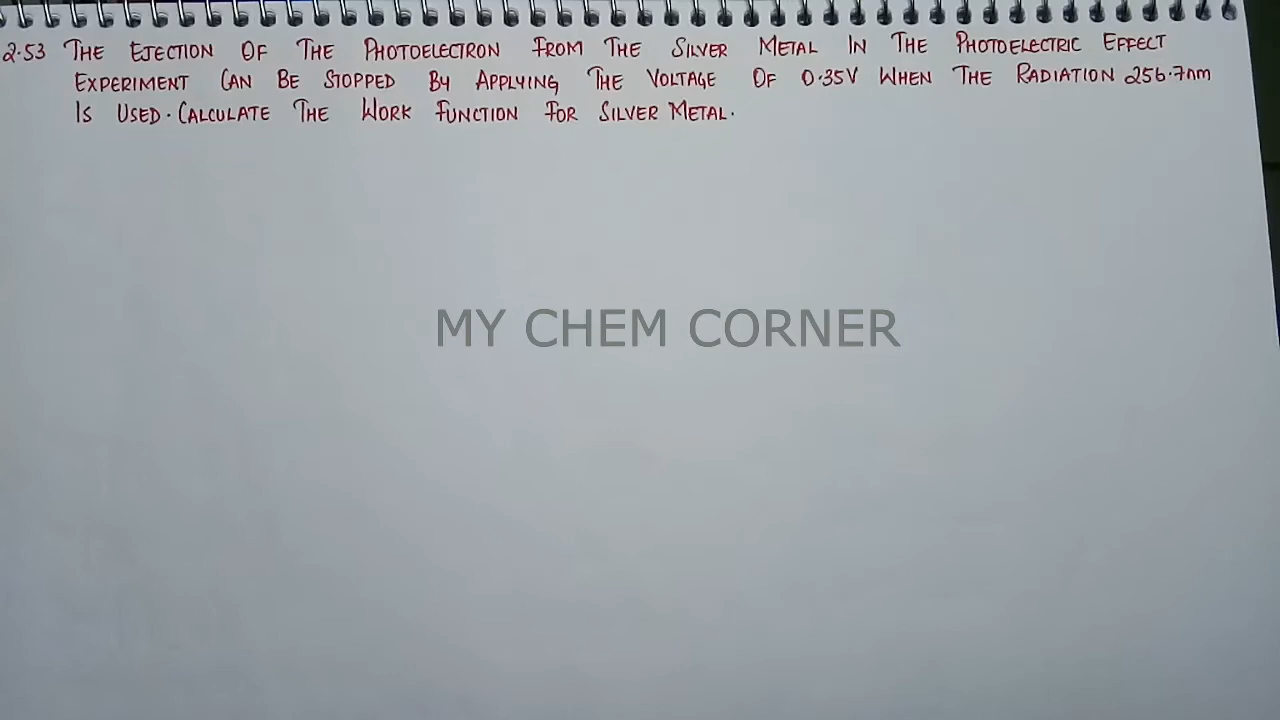 2.53 THE EJECTION OF THE PHOTOELECTRON FROM THE SILVER METAL IN THE PHOTOELECTRIC EFFECT
EXPERIMENT CAN BE STOPPED BY APPLYING THE VOLTAGE OF 0.35V WHEN THE RADIATION 256.7nm
IS USED. CALCULATE THE WORK FUNCTION FOR SILVER METAL.
MY CHEM CORNER